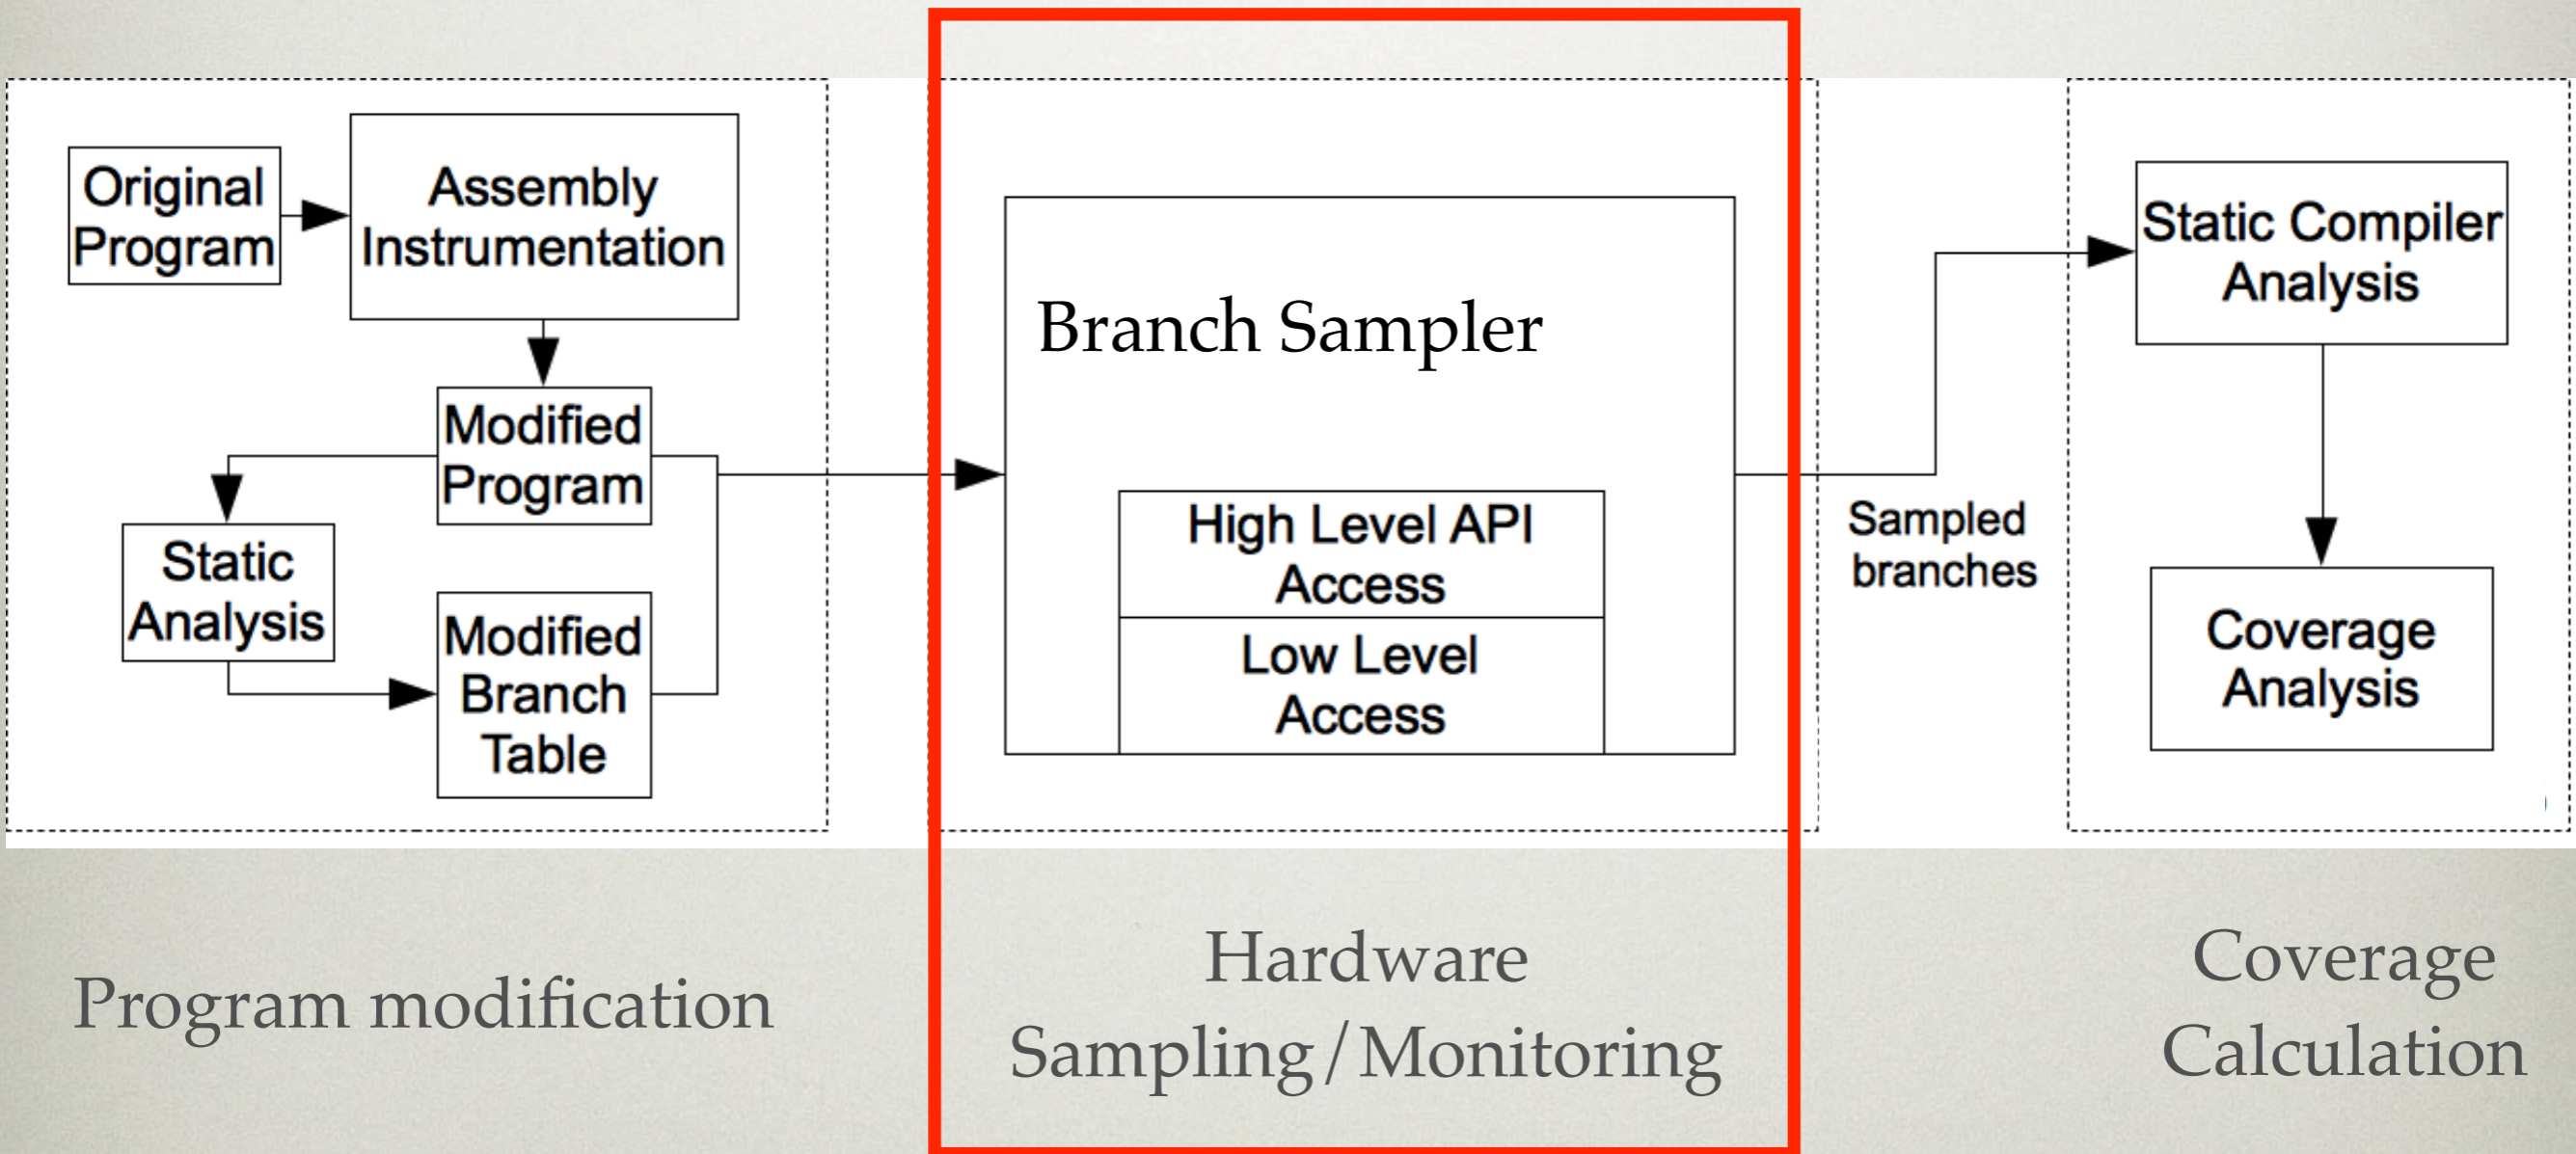 Original
Program
Assembly
Instrumentation
Modified
Program
Static
Analysis
Modified
Branch
Table
Branch Sampler
High Level API
Access
Low Level
Access
Sampled
branches
Static Compiler
Analysis
Coverage
Analysis
Program modification
Hardware
Sampling/Monitoring
Coverage
Calculation